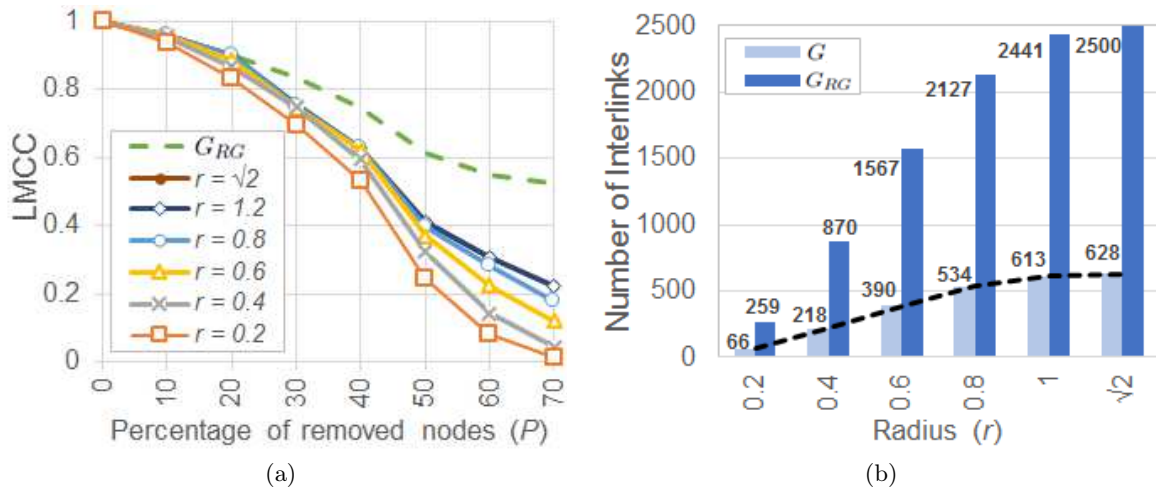 1
0.8
0.6
0.4
0.2
0
LMCC
G_RG
r = √2
r = 1.2
r = 0.8
r = 0.6
r = 0.4
r = 0.2
0 10 20 30 40 50 60 70
Percentage of removed nodes (P)
(a)
2500
2000
1500
1000
500
0
Number of Interlinks
G
G_RG
66 259 218 870 390 1567 534 2127 613 2441 628 2500
0.2 0.4 0.6 0.8 1 √2
Radius (r)
(b)